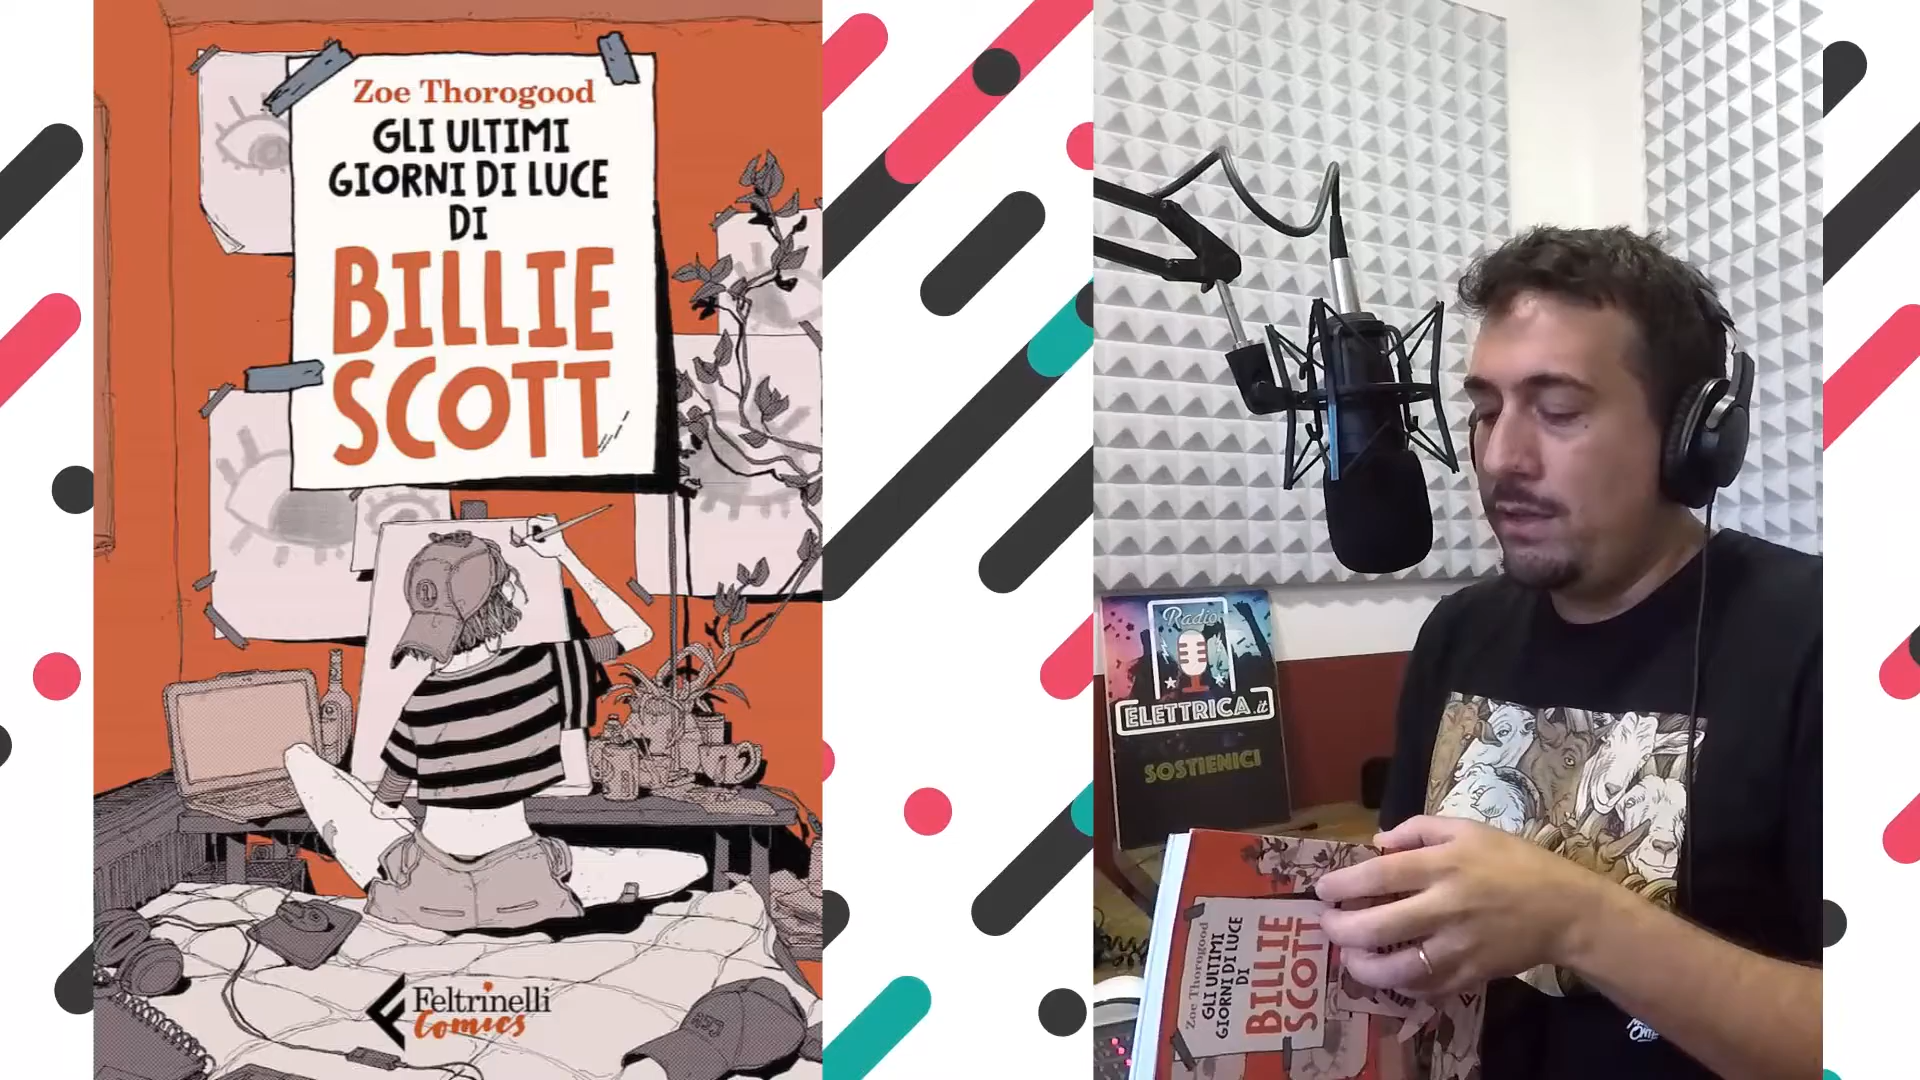 Zoe Thorogood
GLI ULTIMI
GIORNI DI LUCE
DI
BILLIE
SCOTT
Feltrinelli
Comics
Radio
ELETTRICA.it
SOSTIENICI
Zoe Thorogood
GLI ULTIMI
GIORNI DI LUCE
DI
BILLIE
SCOTT